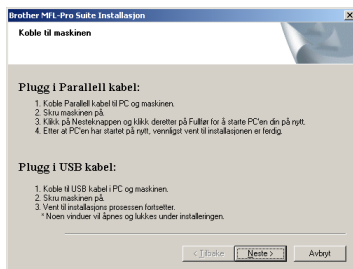 Brother MFL-Pro Suite Installasjon
Koble til maskinen
Plugg i Parallell kabel:
1. Koble Parallell kabel til PC og maskinen.
2. Skru maskinen på.
3. Klikk på Nesteknappen og klikk deretter på Fullfør for å starte PC'en din på nytt.
4. Etter at PC'en har startet på nytt, vennligst vent til installasjonen er ferdig.
Plugg i USB kabel:
1. Koble til USB kabel i PC og maskinen.
2. Skru maskinen på.
3. Vent til installasjons prosessen fortsetter.
* Noen vinduer vil åpnes og lukkes under installeringen.
< Tilbake Neste > Avbryt